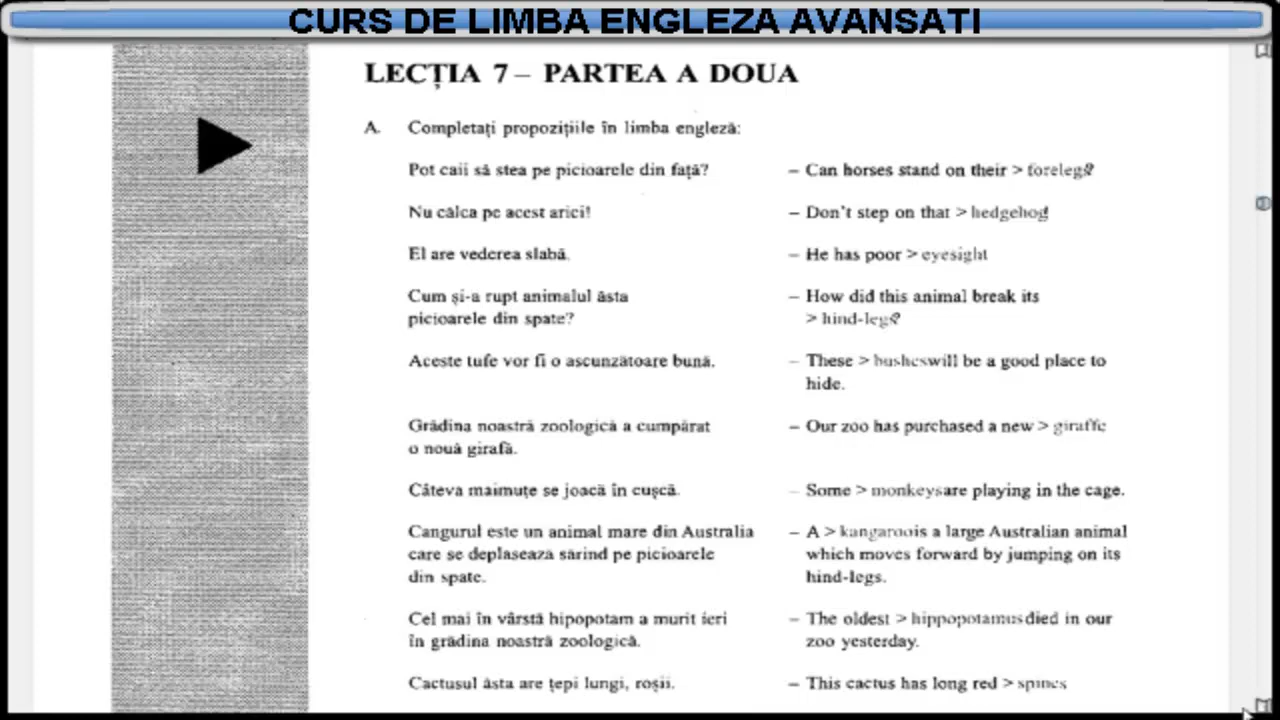 CURS DE LIMBA ENGLEZA AVANSATI
LECȚIA 7 – PARTEA A DOUA
A. Completați propozițiile în limba engleză:
Pot caii să stea pe picioarele din față? – Can horses stand on their > forelegs?
Nu călca pe acest arici! – Don't step on that > hedgehog!
El are vederea slabă. – He has poor > eyesight
Cum și-a rupt animalul ăsta – How did this animal break its
picioarele din spate? > hind-legs?
Aceste tufe vor fi o ascunzătoare bună. – These > bushes will be a good place to
hide.
Grădina noastră zoologică a cumpărat – Our zoo has purchased a new > giraffe
o nouă girafă.
Câteva maimuțe se joacă în cușcă. – Some > monkeys are playing in the cage.
Cangurul este un animal mare din Australia – A > kangaroo is a large Australian animal
care se deplasează sărind pe picioarele which moves forward by jumping on its
din spate. hind-legs.
Cel mai în vârstă hipopotam a murit ieri – The oldest > hippopotamus died in our
în grădina noastră zoologică. zoo yesterday.
Cactusul ăsta are țepi lungi, roșii. – This cactus has long red > spines